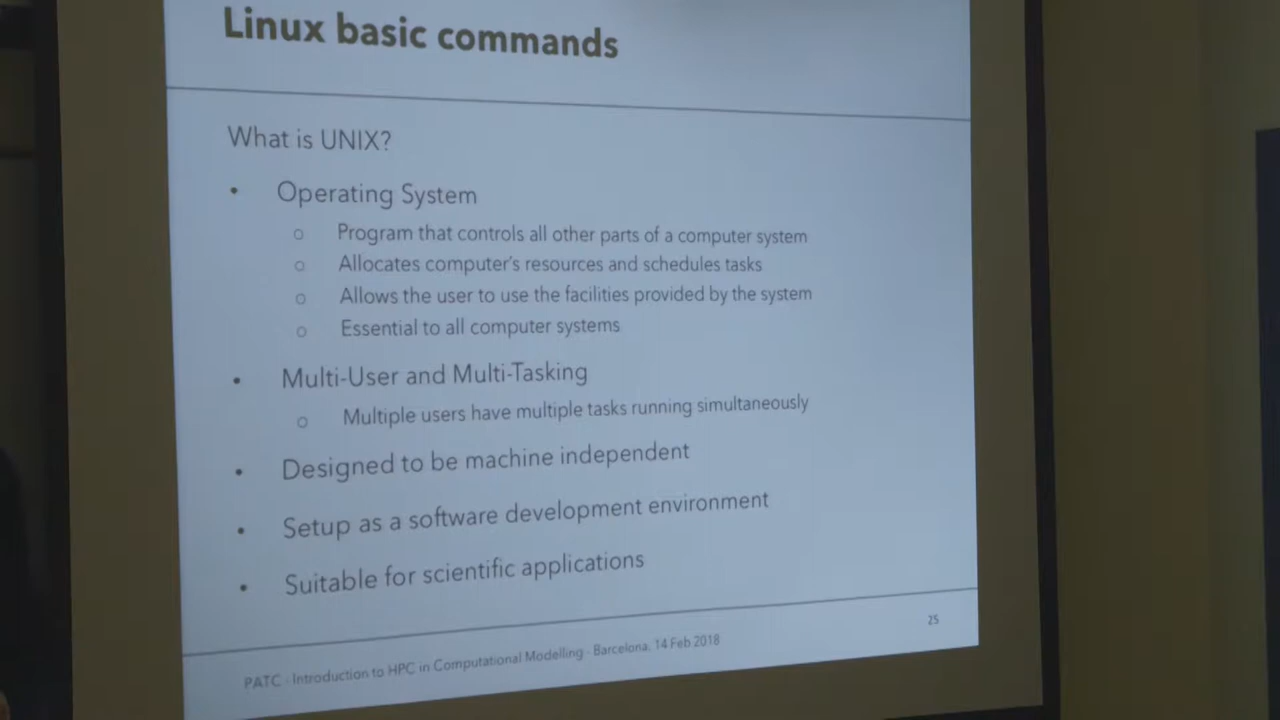 Linux basic commands
What is UNIX?
• Operating System
o Program that controls all other parts of a computer system
o Allocates computer's resources and schedules tasks
o Allows the user to use the facilities provided by the system
o Essential to all computer systems
• Multi-User and Multi-Tasking
o Multiple users have multiple tasks running simultaneously
• Designed to be machine independent
• Setup as a software development environment
• Suitable for scientific applications
25
PATC - Introduction to HPC in Computational Modelling - Barcelona, 14 Feb 2018